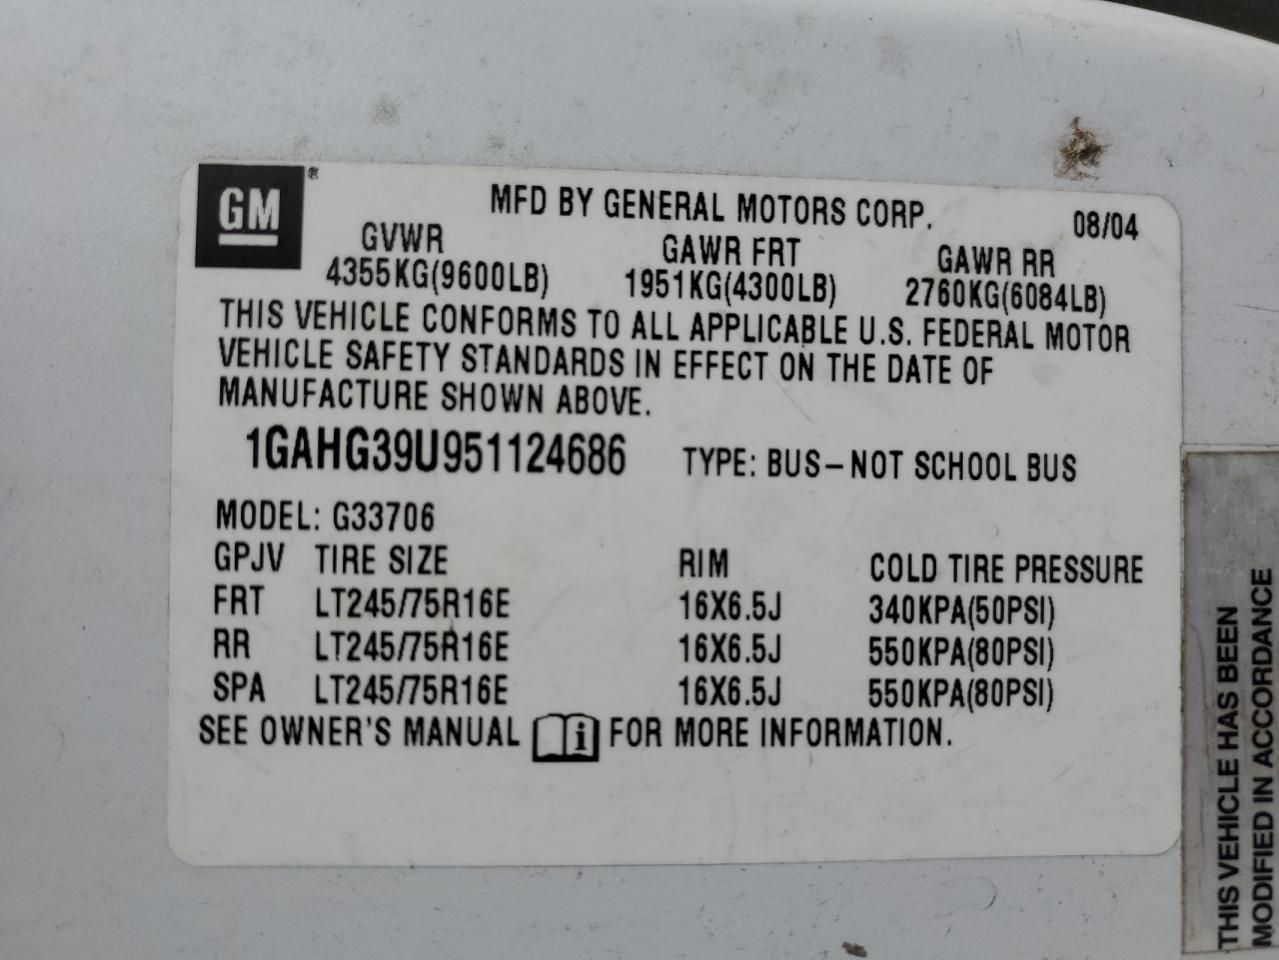 GM®
MFD BY GENERAL MOTORS CORP. 08/04
GVWR GAWR FRT GAWR RR
4355KG(9600LB) 1951KG(4300LB) 2760KG(6084LB)
THIS VEHICLE CONFORMS TO ALL APPLICABLE U.S. FEDERAL MOTOR
VEHICLE SAFETY STANDARDS IN EFFECT ON THE DATE OF
MANUFACTURE SHOWN ABOVE.
1GAHG39U951124686 TYPE: BUS-NOT SCHOOL BUS
MODEL: G33706
GPJV TIRE SIZE RIM COLD TIRE PRESSURE
FRT LT245/75R16E 16X6.5J 340KPA(50PSI)
RR LT245/75R16E 16X6.5J 550KPA(80PSI)
SPA LT245/75R16E 16X6.5J 550KPA(80PSI)
SEE OWNER'S MANUAL i FOR MORE INFORMATION.
THIS VEHICLE HAS BEEN
MODIFIED IN ACCORDANCE